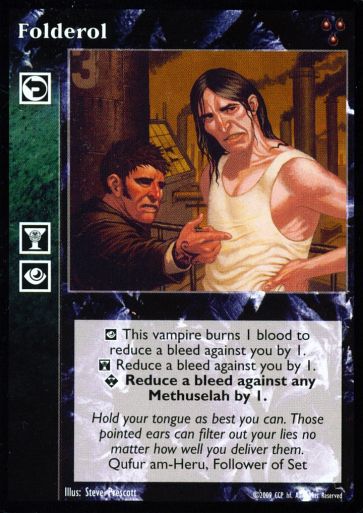 Folderol
3
This vampire burns 1 blood to
reduce a bleed against you by 1.
Reduce a bleed against you by 1.
Reduce a bleed against any
Methuselah by 1.
Hold your tongue as best you can. Those
pointed ears can filter out your lies no
matter how well you deliver them.
Qufur am-Heru, Follower of Set
Illus: Steve Prescott
©2009 CCP hf. All Rights Reserved